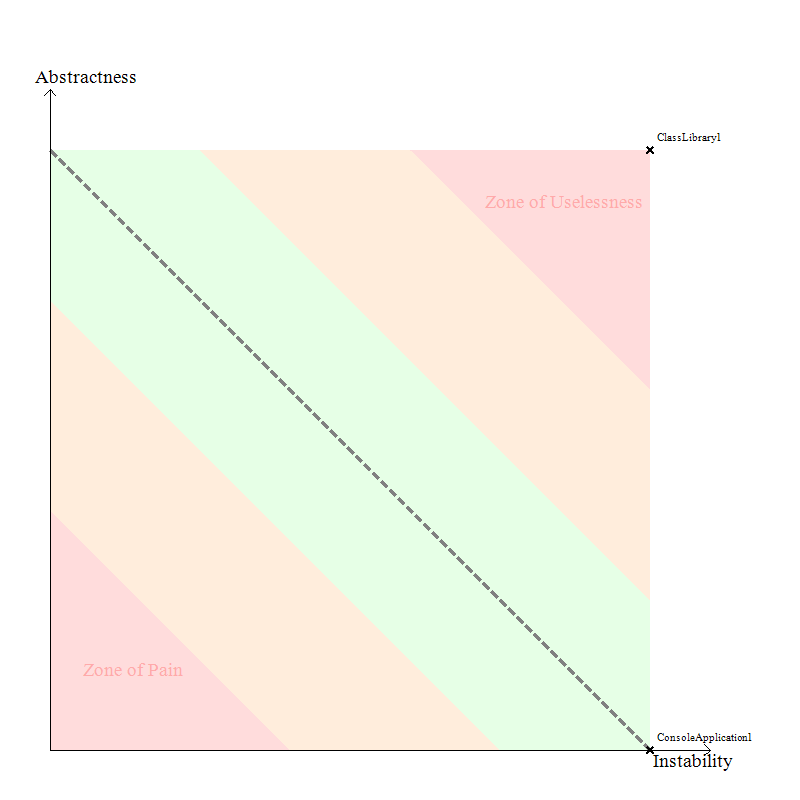 Abstractness
ClassLibrary1
Zone of Uselessness
Zone of Pain
ConsoleApplication1
Instability